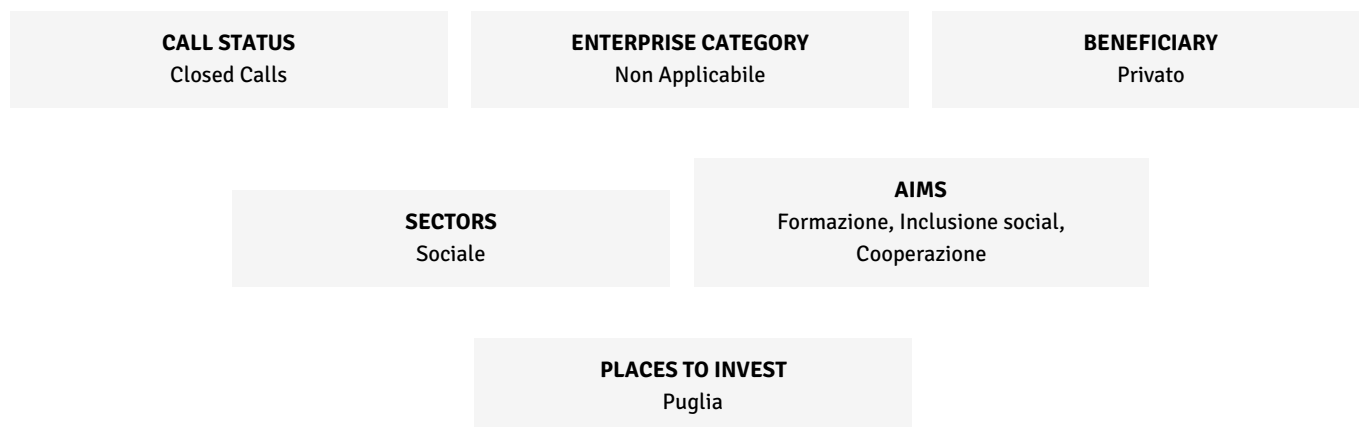 CALL STATUS
Closed Calls
ENTERPRISE CATEGORY
Non Applicabile
BENEFICIARY
Privato
SECTORS
Sociale
AIMS
Formazione, Inclusione social,
Cooperazione
PLACES TO INVEST
Puglia